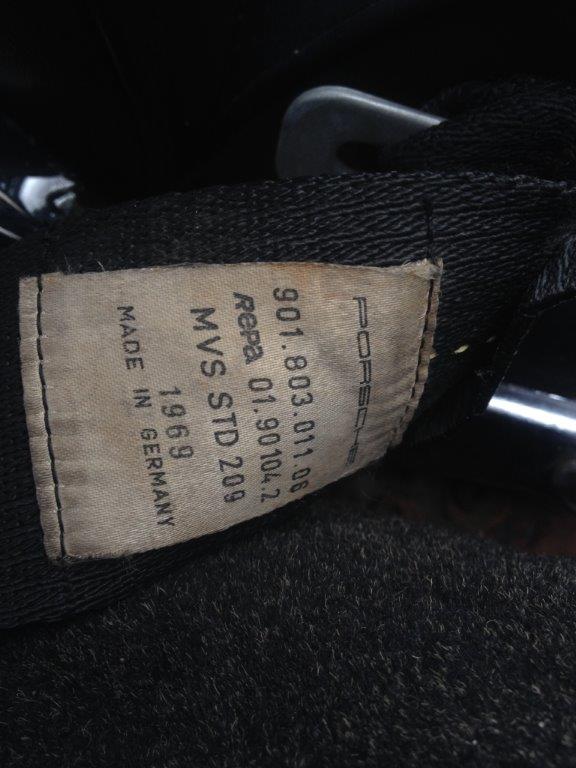 PORSCHE
901.803.011.06
Repa 01.90104.2
MVS STD 209
1969
MADE IN GERMANY